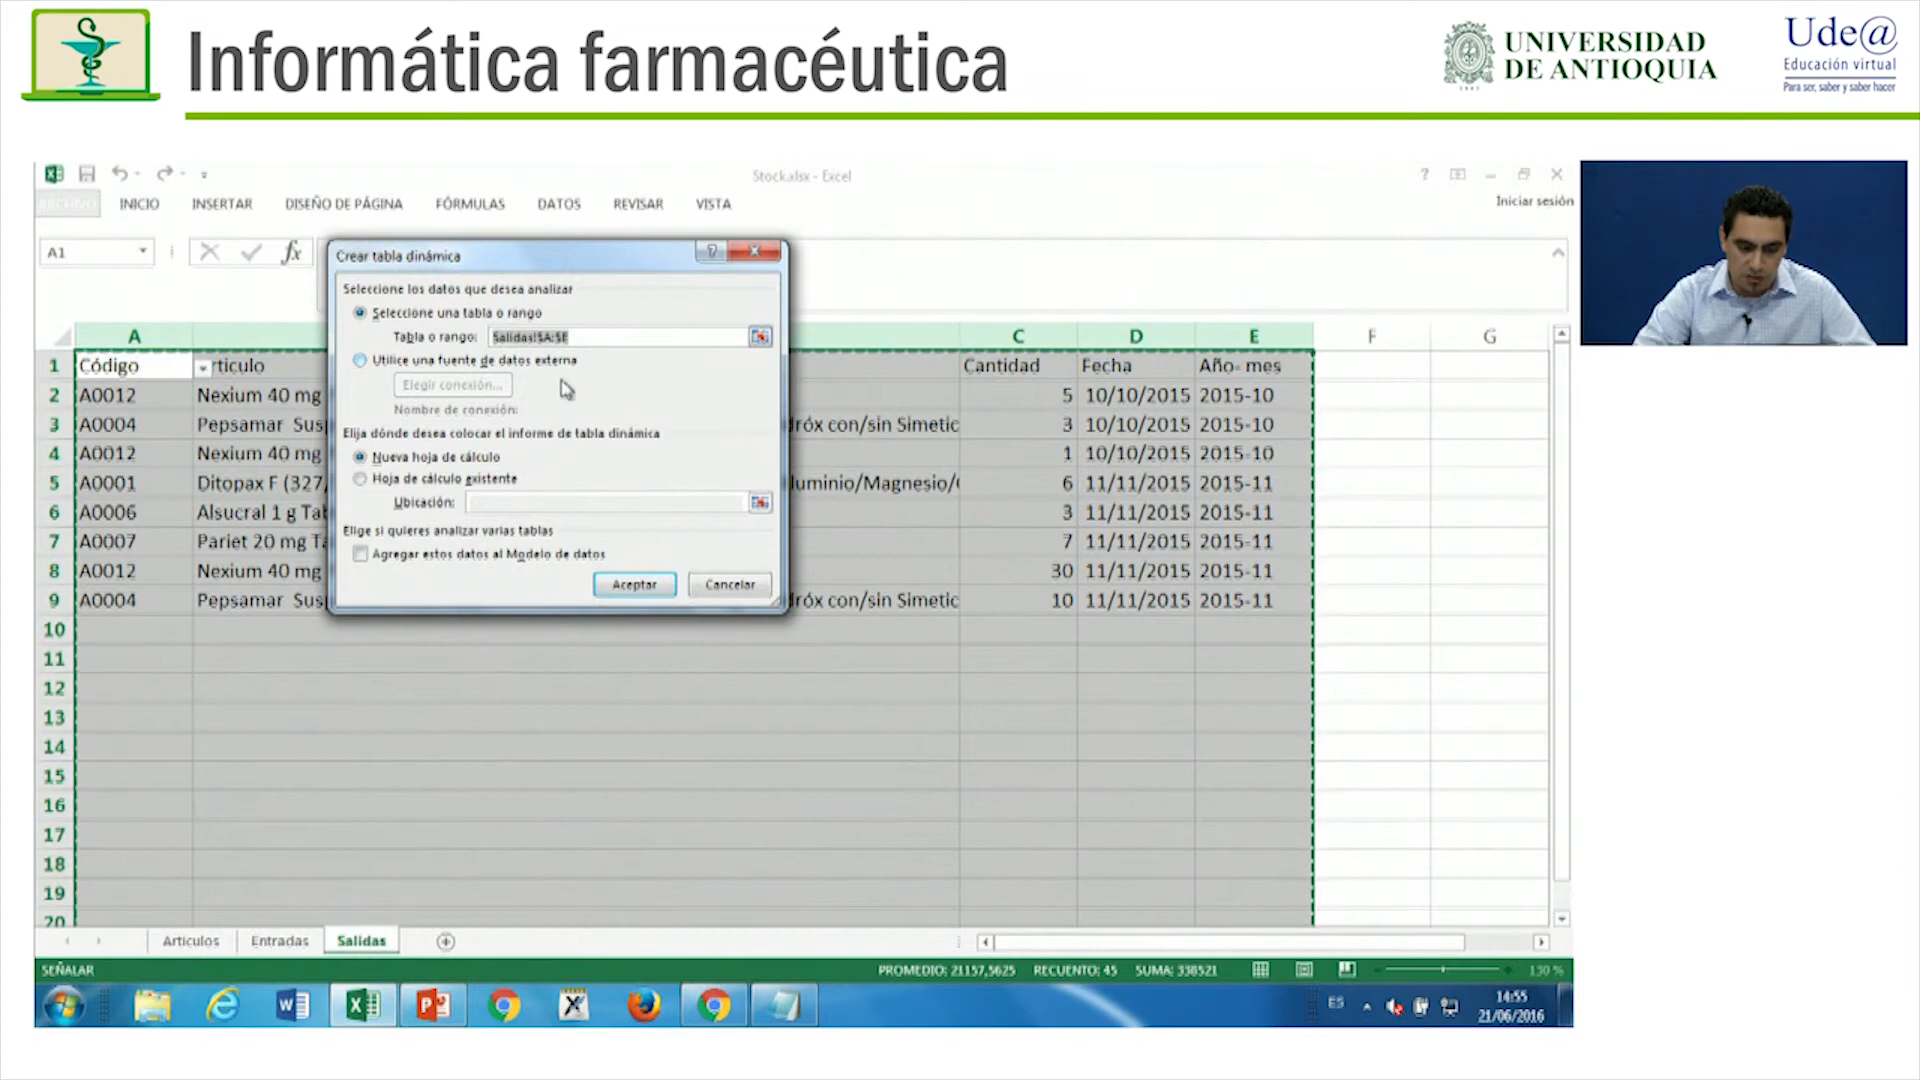 Informática farmacéutica
UNIVERSIDAD
DE ANTIOQUIA
1803
Ude@
Educación virtual
Para ser, saber y saber hacer
Stock.xlsx - Excel
ARCHIVO INICIO INSERTAR DISEÑO DE PÁGINA FÓRMULAS DATOS REVISAR VISTA
Iniciar sesión
A1
fx
Crear tabla dinámica
Seleccione los datos que desea analizar
Seleccione una tabla o rango
Tabla o rango: Salidas!$A:$E
Utilice una fuente de datos externa
Elegir conexión...
Nombre de conexión:
Elija dónde desea colocar el informe de tabla dinámica
Nueva hoja de cálculo
Hoja de cálculo existente
Ubicación:
Elige si quieres analizar varias tablas
Agregar estos datos al Modelo de datos
Aceptar Cancelar
A C D E F G
1 Código rticulo Cantidad Fecha Año- mes
2 A0012 Nexium 40 mg 5 10/10/2015 2015-10
3 A0004 Pepsamar Sus dróx con/sin Simetic 3 10/10/2015 2015-10
4 A0012 Nexium 40 mg 1 10/10/2015 2015-10
5 A0001 Ditopax F (327, luminio/Magnesio/ 6 11/11/2015 2015-11
6 A0006 Alsucral 1 g Tab 3 11/11/2015 2015-11
7 A0007 Pariet 20 mg Ta 7 11/11/2015 2015-11
8 A0012 Nexium 40 mg 30 11/11/2015 2015-11
9 A0004 Pepsamar Sus dróx con/sin Simetic 10 11/11/2015 2015-11
10
11
12
13
14
15
16
17
18
19
20
Articulos Entradas Salidas
SEÑALAR PROMEDIO: 21157,5625 RECUENTO: 45 SUMA: 338521 130 %
ES 14:55
21/06/2016